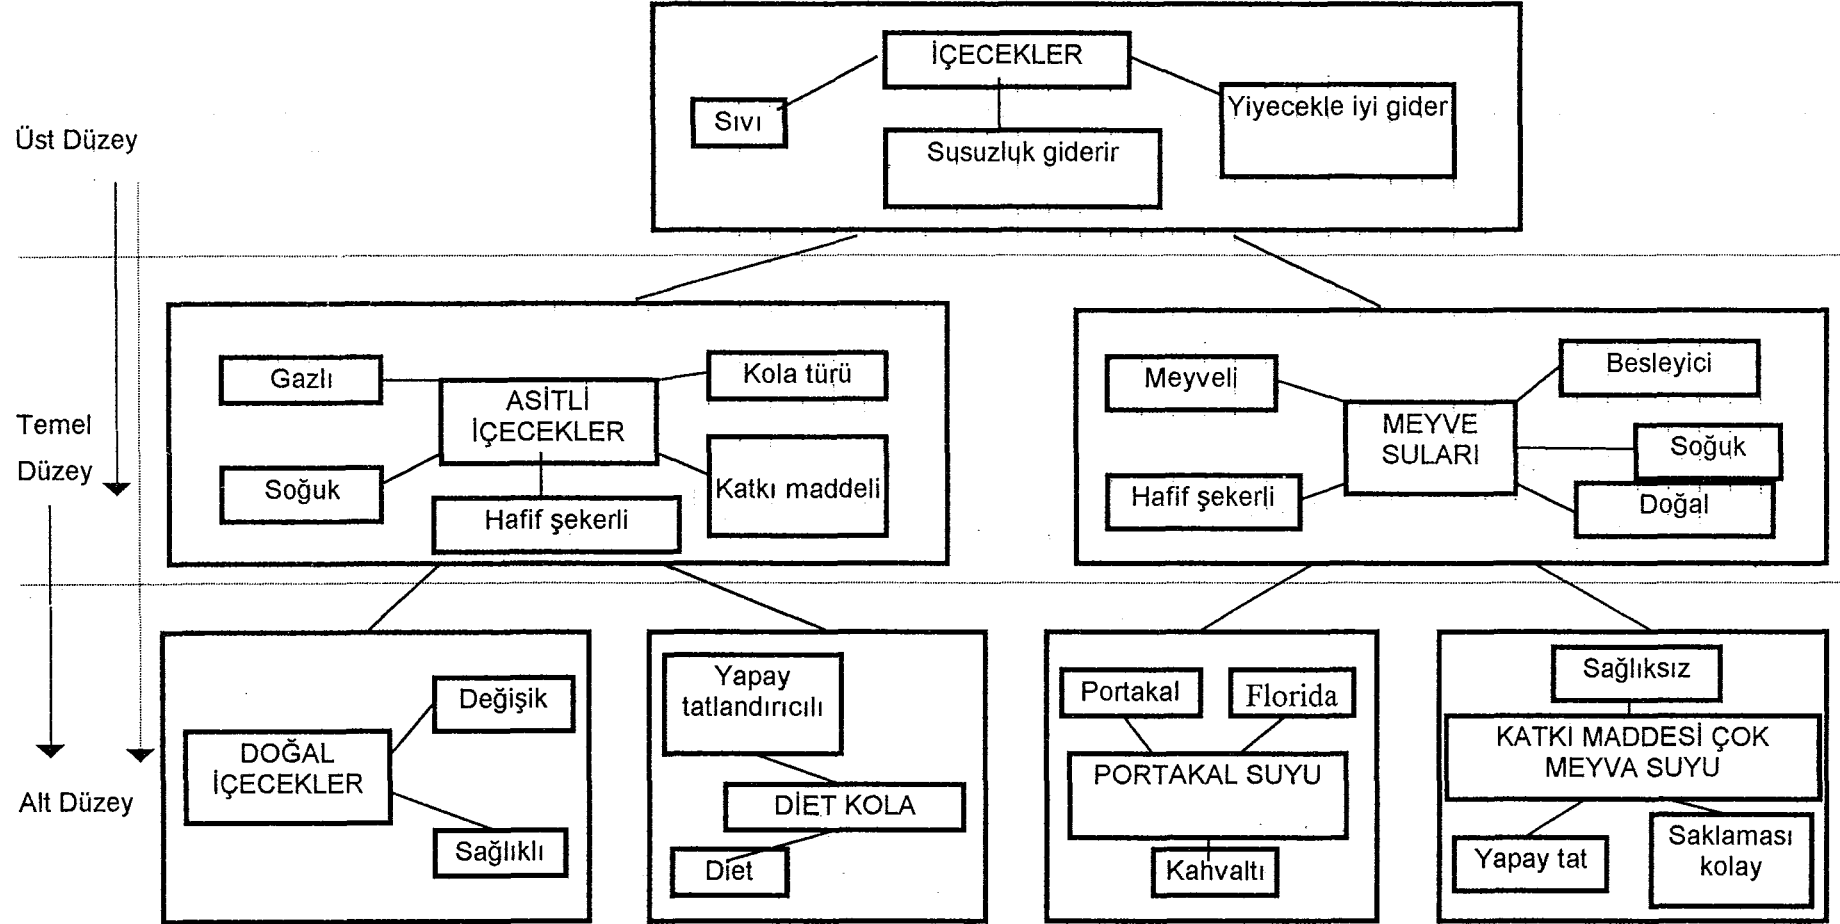 İÇECEKLER
Sıvı
Yiyecekle iyi gider
Susuzluk giderir
Üst Düzey
Gazlı
Kola türü
ASİTLİ
İÇECEKLER
Soğuk
Katkı maddeli
Hafif şekerli
Meyveli
Besleyici
MEYVE
SULARI
Soğuk
Hafif şekerli
Doğal
Temel
Düzey
Değişik
DOĞAL
İÇECEKLER
Sağlıklı
Yapay
tatlandırıcılı
DİET KOLA
Diet
Portakal
Florida
PORTAKAL SUYU
Kahvaltı
Sağlıksız
KATKI MADDESİ ÇOK
MEYVA SUYU
Yapay tat
Saklaması
kolay
Alt Düzey